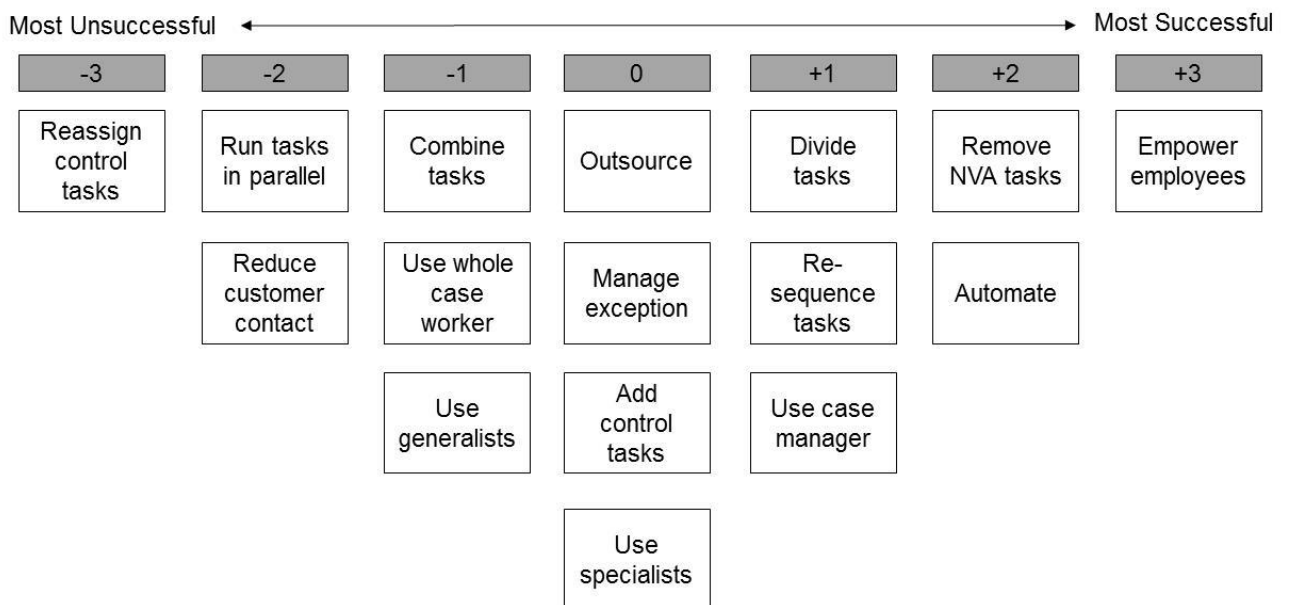 Most Unsuccessful
Most Successful
-3
-2
-1
0
+1
+2
+3
Reassign
control
tasks
Run tasks
in parallel
Combine
tasks
Outsource
Divide
tasks
Remove
NVA tasks
Empower
employees
Reduce
customer
contact
Use whole
case
worker
Manage
exception
Re-
sequence
tasks
Automate
Use
generalists
Add
control
tasks
Use case
manager
Use
specialists